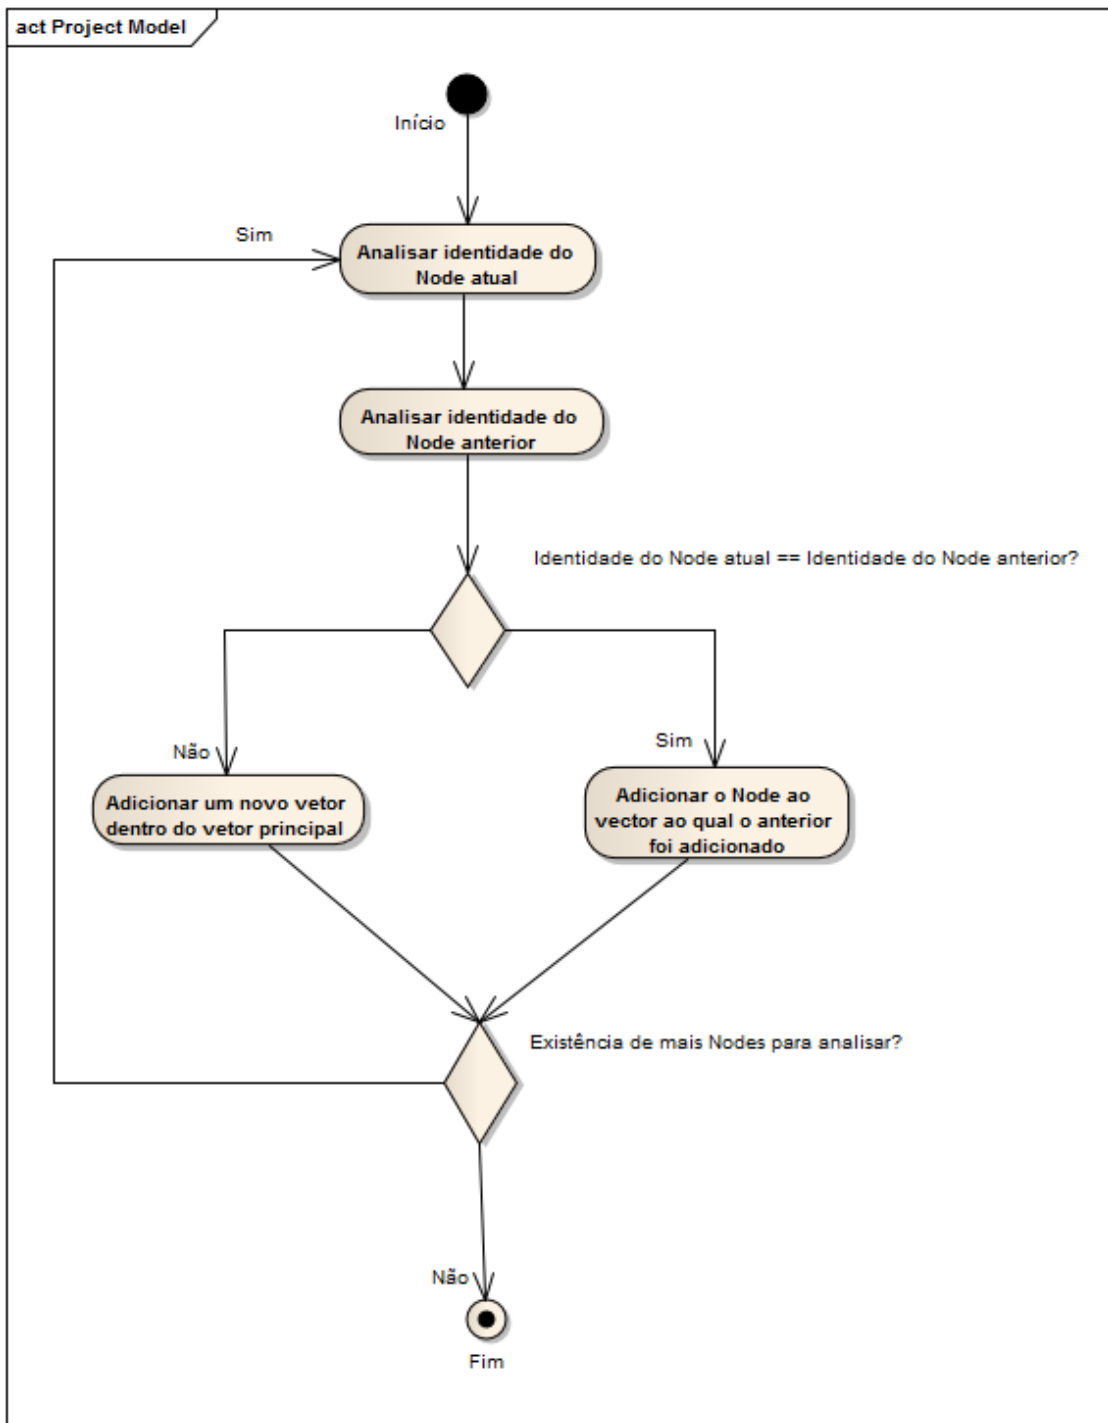 act Project Model
Início
Sim
Analisar identidade do
Node atual
Analisar identidade do
Node anterior
Identidade do Node atual == Identidade do Node anterior?
Não
Sim
Adicionar um novo vetor
dentro do vetor principal
Adicionar o Node ao
vector ao qual o anterior
foi adicionado
Existência de mais Nodes para analisar?
Não
Fim